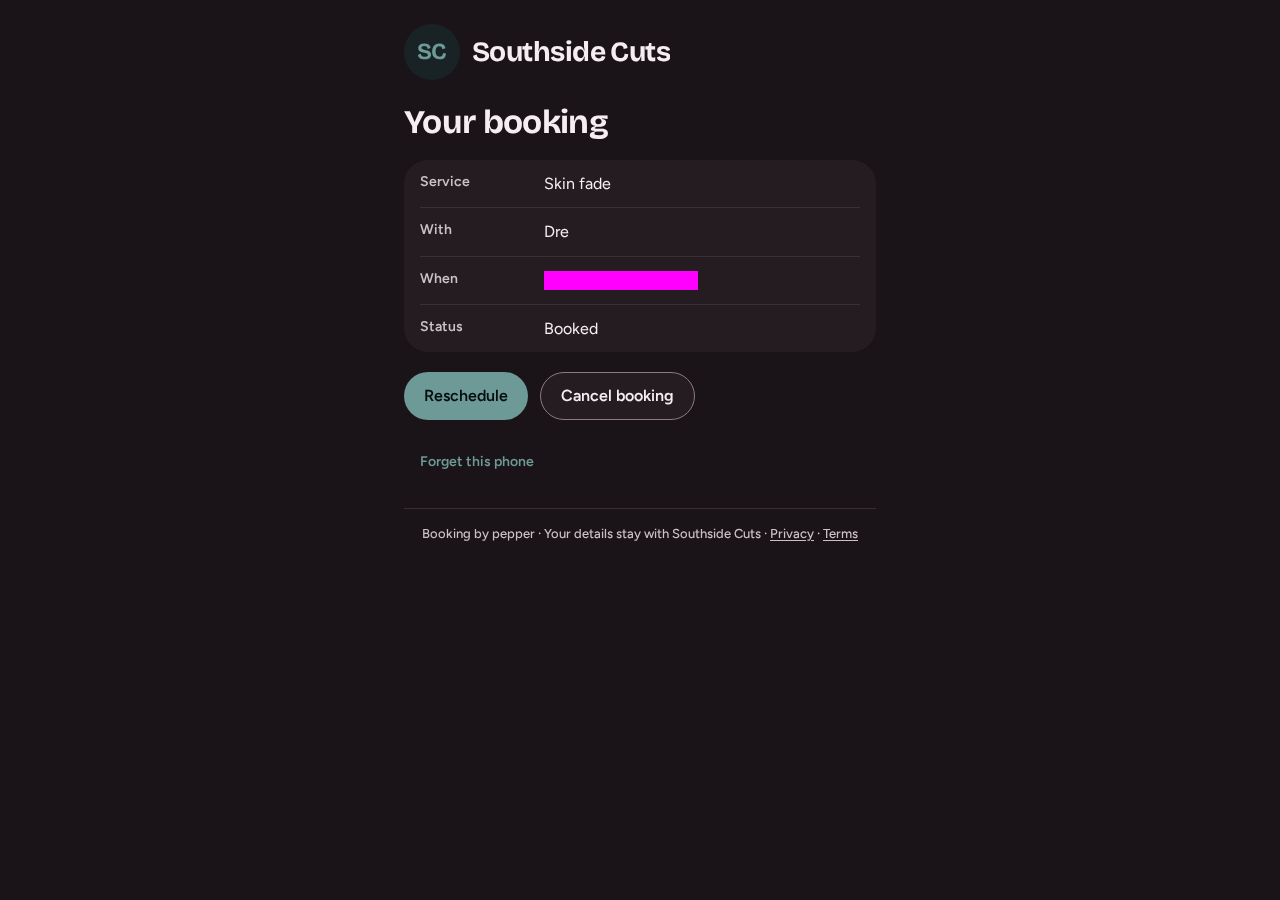 SC
Southside Cuts
Your booking
Service Skin fade
With Dre
When
Status Booked
Reschedule Cancel booking
Forget this phone
Booking by pepper · Your details stay with Southside Cuts · Privacy · Terms